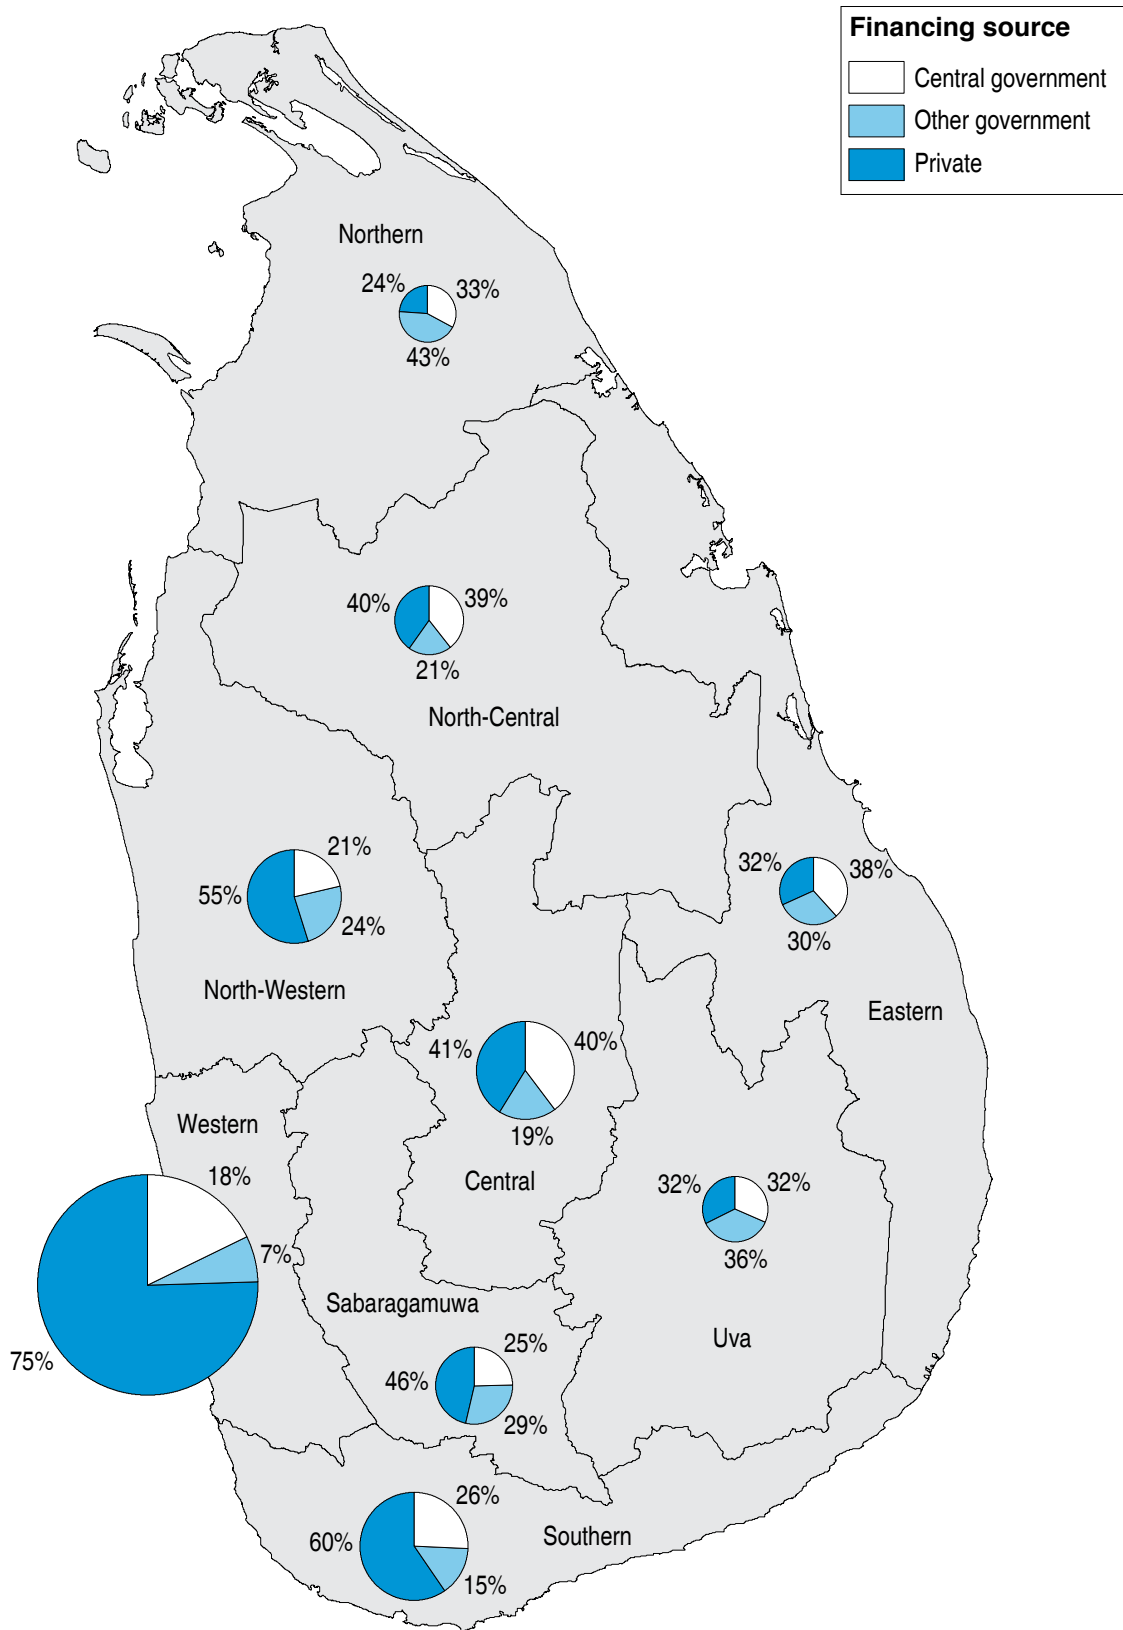 Financing source
Central government
Other government
Private
Northern
24%
33%
43%
40%
39%
21%
North-Central
21%
55%
24%
North-Western
32%
38%
30%
Eastern
41%
40%
19%
Central
Western
18%
7%
75%
32%
32%
36%
Uva
Sabaragamuwa
25%
46%
29%
26%
60%
15%
Southern